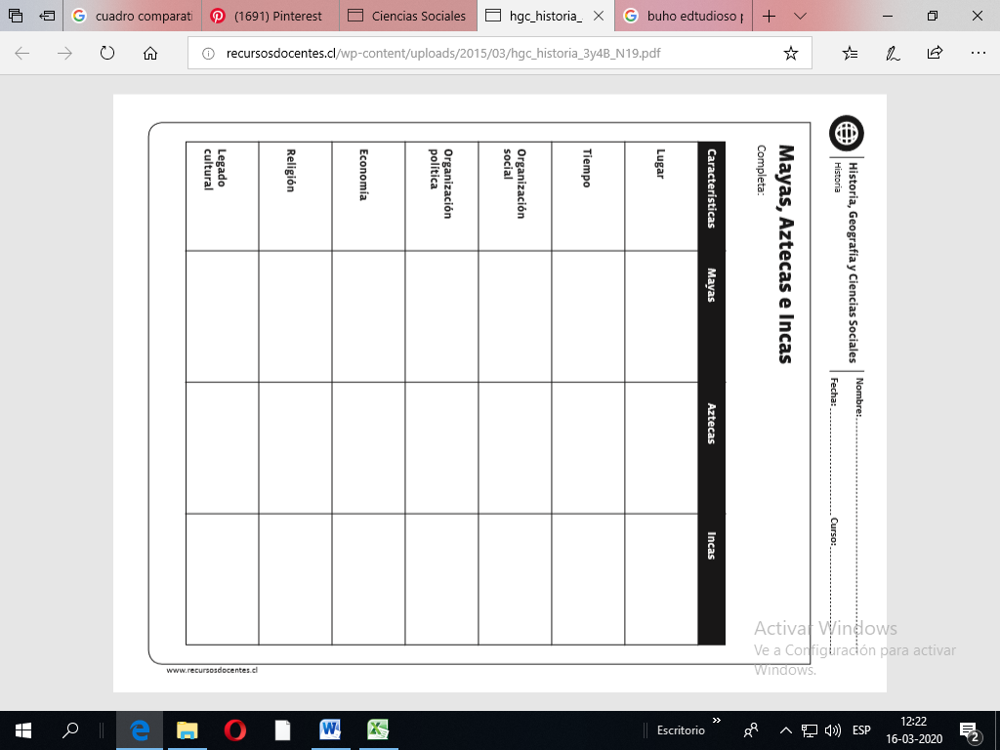 cuadro comparati
(1691) Pinterest
Ciencias Sociales
hgc_historia_
buho edtudioso p
recursosdocentes.cl/wp-content/uploads/2015/03/hgc_historia_3y4B_N19.pdf
Historia, Geografía y Ciencias Sociales
Historia
Nombre:
Fecha:
Curso:
Mayas, Aztecas e Incas
Completa:
Características Mayas Aztecas Incas
Lugar
Tiempo
Organización
social
Organización
política
Economía
Religión
Legado
cultural
www.recursosdocentes.cl
Activar Windows
Ve a Configuración para activar
Windows.
Escritorio
ESP
12:22
16-03-2020
2